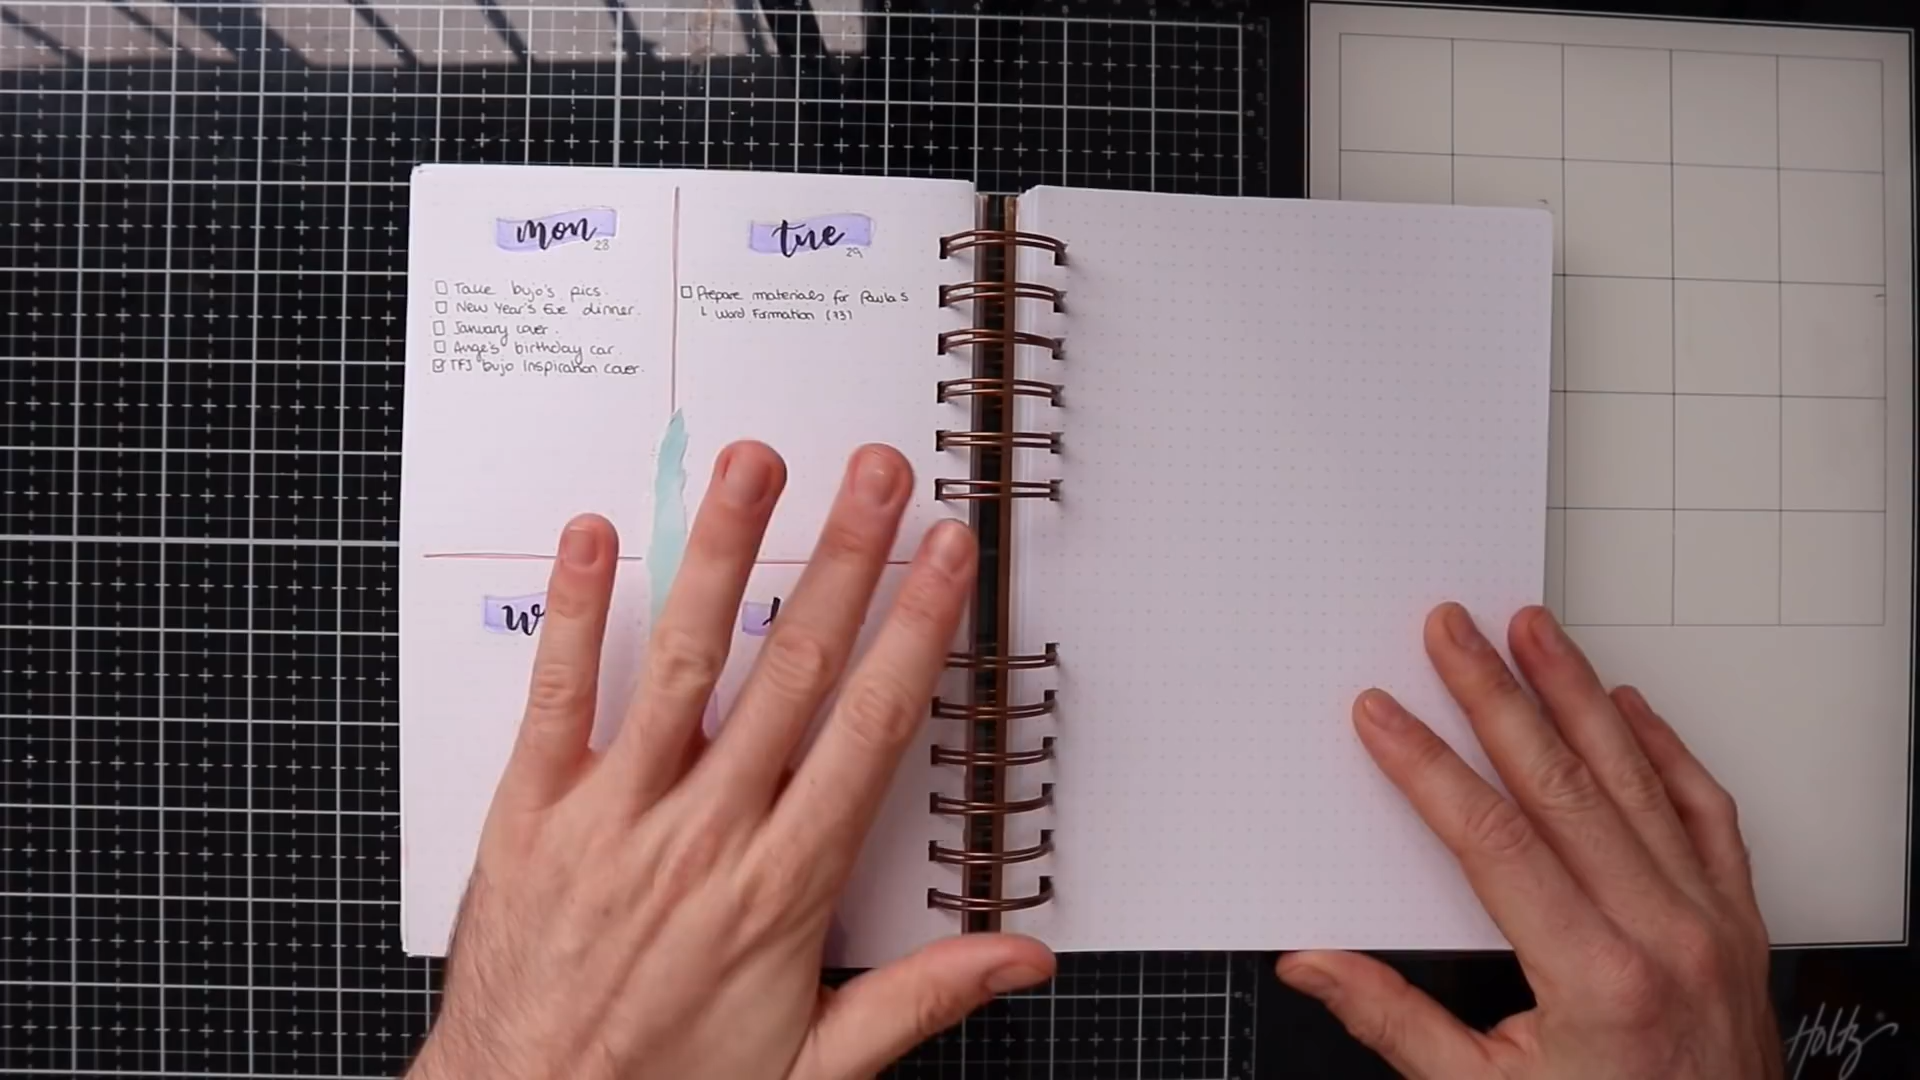 mon
28
☐ Take bujo's pics.
☐ New Year's Eve dinner.
☐ January cover.
☐ Ange's birthday car.
☑ TFJ bujo Inspiration cover.
tue
29
☐ Prepare materials for Paula's
↳ Word Formation (73)
w
Holtz